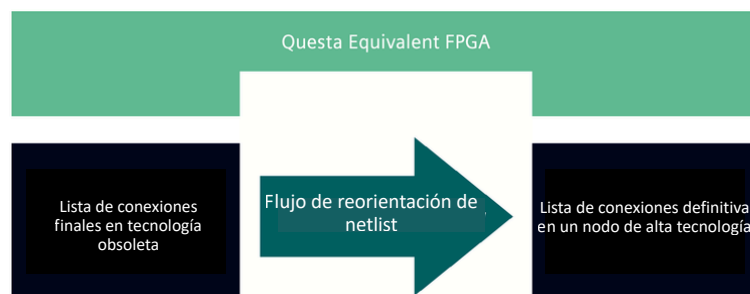 Questa Equivalent FPGA
Lista de conexiones
finales en tecnología
obsoleta
Flujo de reorientación de
netlist
Lista de conexiones definitiva
en un nodo de alta tecnología